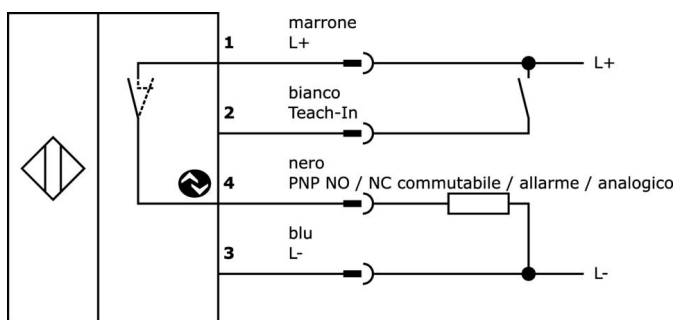 marrone
1 L+
L+
bianco
2 Teach-In
nero
4 PNP NO / NC commutabile / allarme / analogico
blu
3 L-
L-